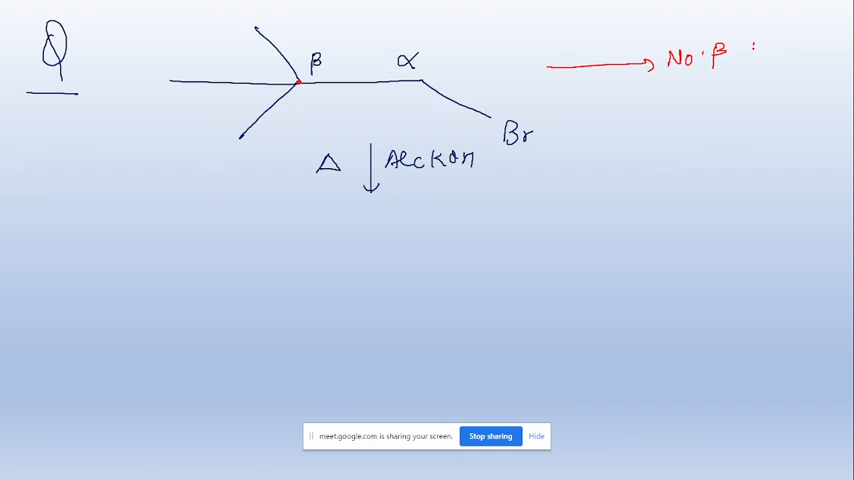 Q
β α
No. β
Br
Δ Alc KOH
meet.google.com is sharing your screen. Stop sharing Hide